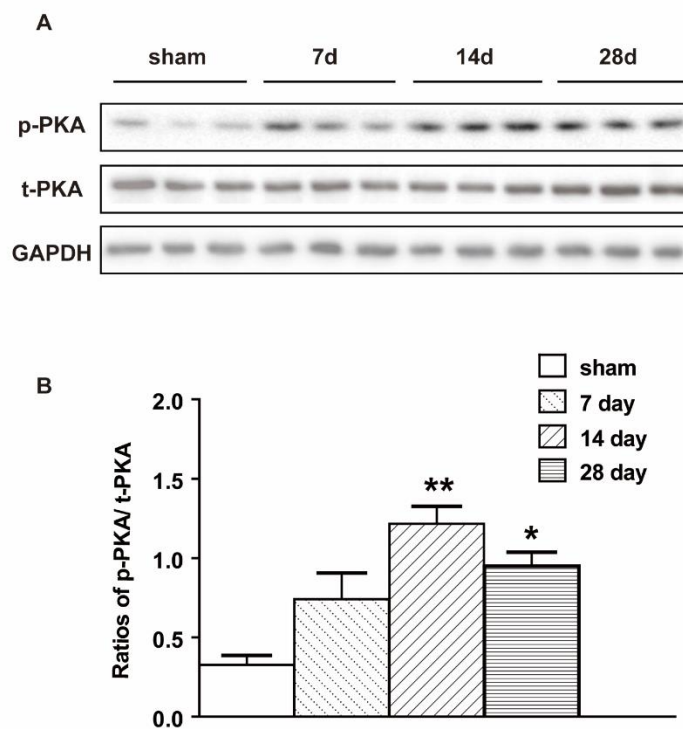 A
sham 7d 14d 28d
p-PKA
t-PKA
GAPDH
B
sham
7 day
14 day
28 day
Ratios of p-PKA/ t-PKA
2.0
1.5
1.0
0.5
0.0
**
*